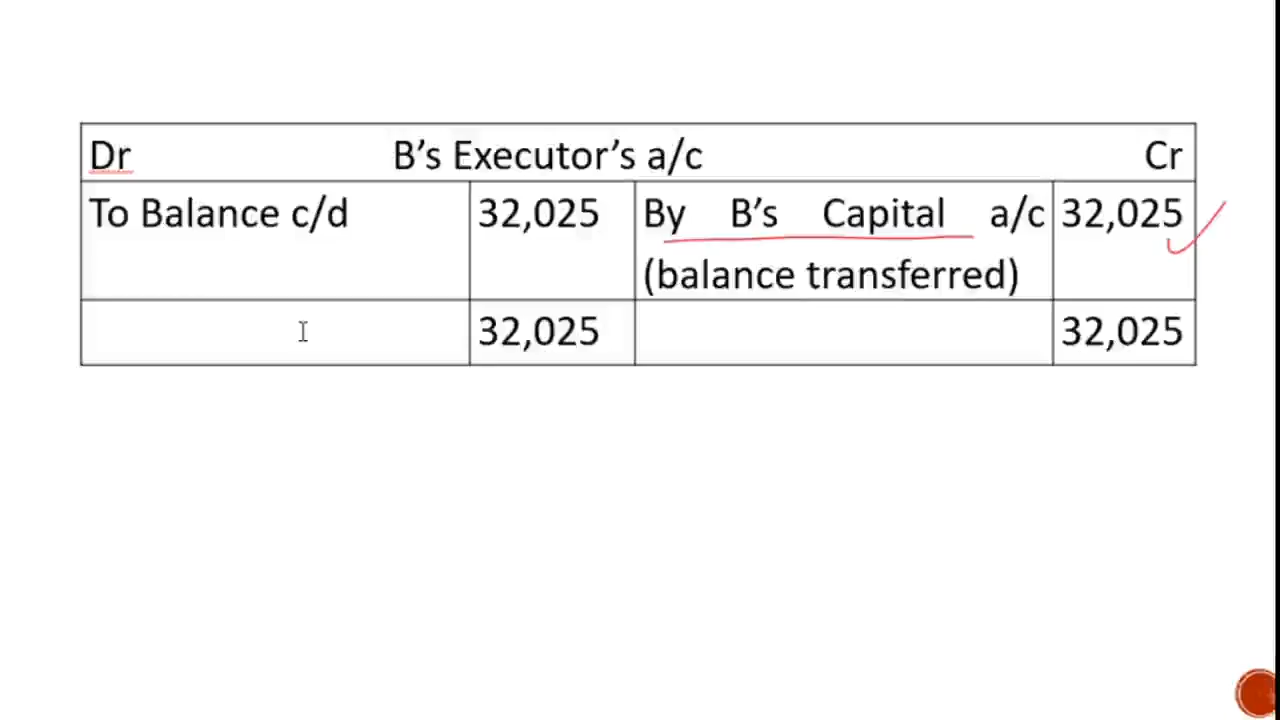 Dr B’s Executor’s a/c Cr
To Balance c/d 32,025 By B’s Capital a/c 32,025
(balance transferred)
32,025 32,025